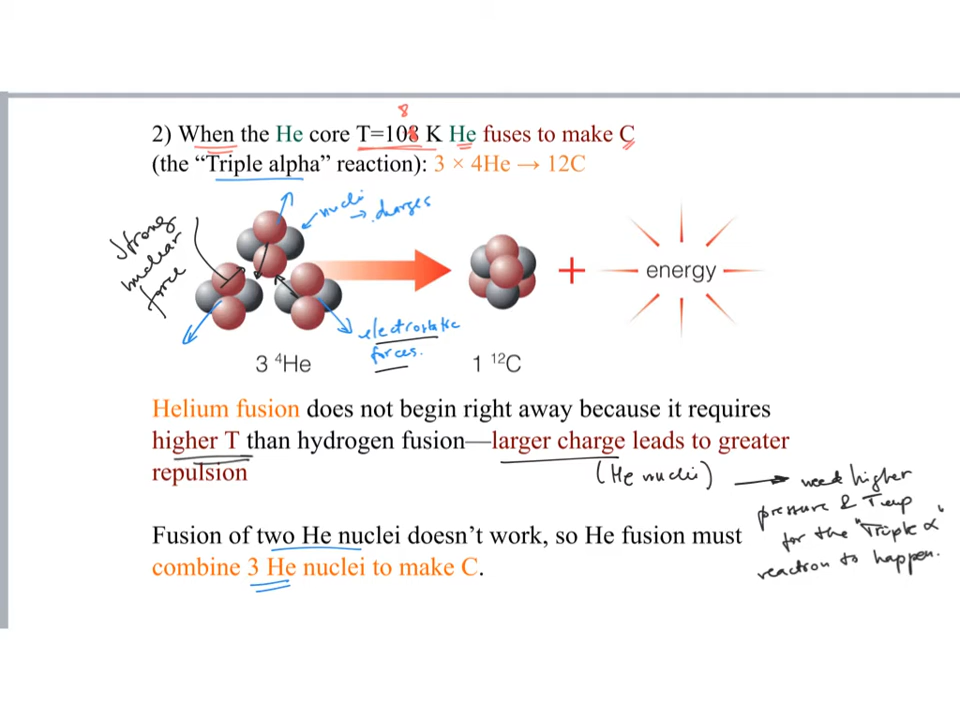 8
2) When the He core T=108 K He fuses to make C
(the “Triple alpha” reaction): 3 × 4He → 12C
nuclei
→ charges
Strong
nuclear
force
+
energy
electrostatic
forces.
3 ⁴He
1 ¹²C
Helium fusion does not begin right away because it requires
higher T than hydrogen fusion—larger charge leads to greater
repulsion
(He nuclei) → need higher
pressure & Temp
for the "Triple α"
reaction to happen.
Fusion of two He nuclei doesn’t work, so He fusion must
combine 3 He nuclei to make C.